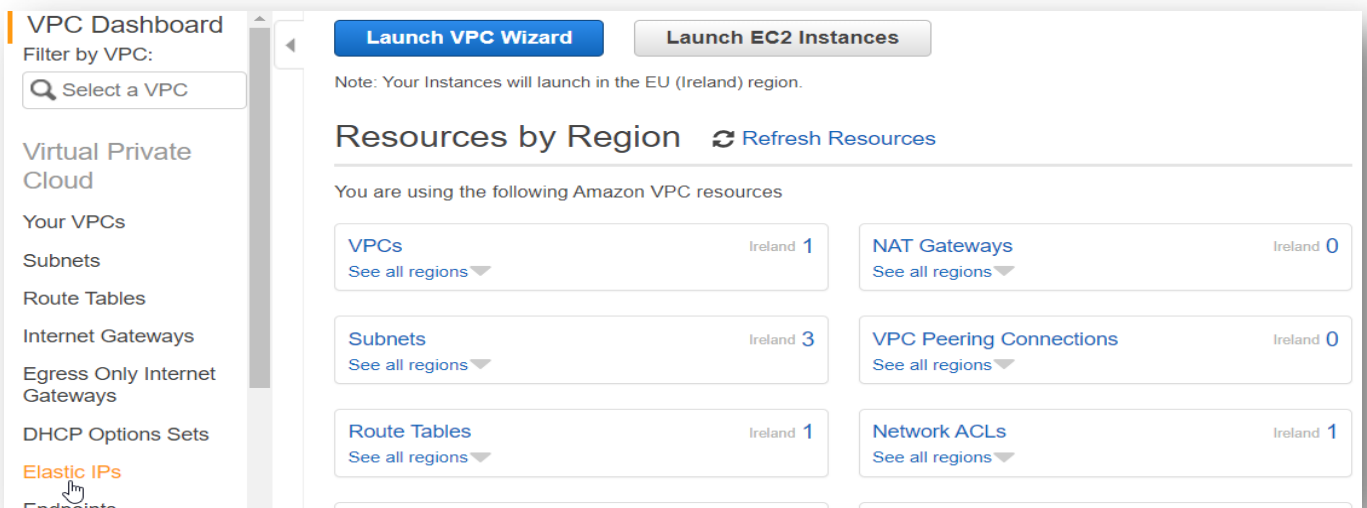 VPC Dashboard
Filter by VPC:
Select a VPC
Virtual Private
Cloud
Your VPCs
Subnets
Route Tables
Internet Gateways
Egress Only Internet
Gateways
DHCP Options Sets
Elastic IPs
Endpoints
Launch VPC Wizard
Launch EC2 Instances
Note: Your Instances will launch in the EU (Ireland) region.
Resources by Region
Refresh Resources
You are using the following Amazon VPC resources
VPCs Ireland 1
See all regions
NAT Gateways Ireland 0
See all regions
Subnets Ireland 3
See all regions
VPC Peering Connections Ireland 0
See all regions
Route Tables Ireland 1
See all regions
Network ACLs Ireland 1
See all regions